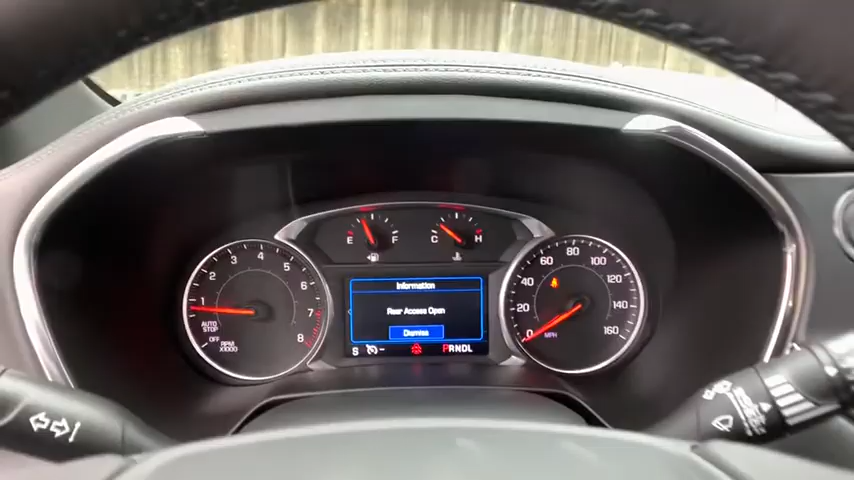 E F
C H
1 2 3 4 5 6 7 8
AUTO
STOP
OFF RPM
X1000
Information
Rear Access Open
Dismiss
S PRNDL
0 20 40 60 80 100 120 140 160
MPH